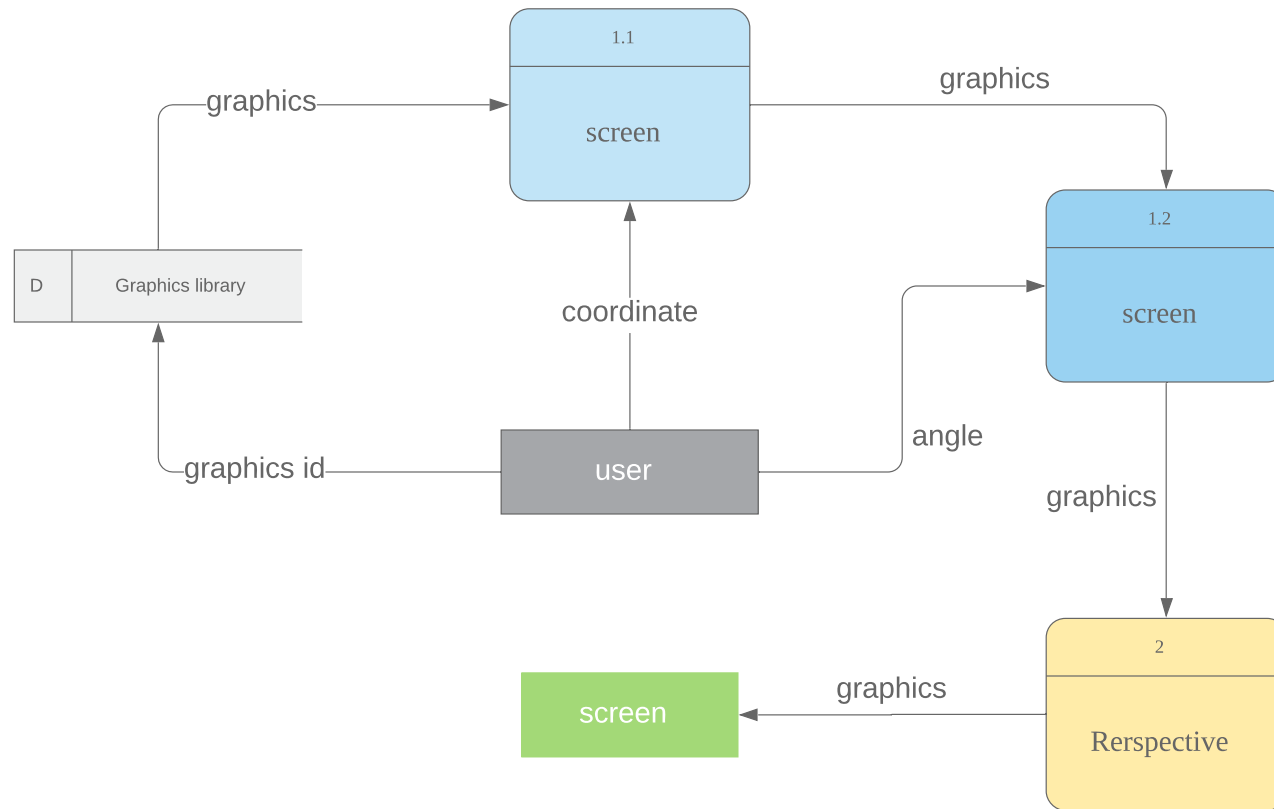 1.1
screen
graphics
graphics
1.2
screen
D
Graphics library
coordinate
angle
graphics id
user
graphics
2
Rerspective
graphics
screen